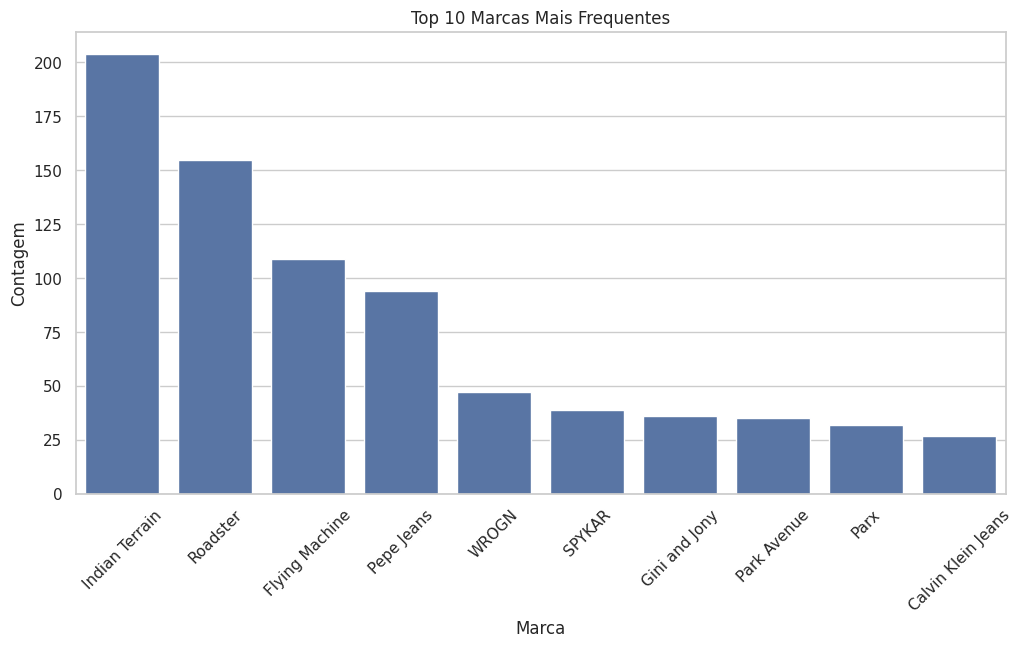 Top 10 Marcas Mais Frequentes
Contagem
200
175
150
125
100
75
50
25
0
Indian Terrain
Roadster
Flying Machine
Pepe Jeans
WROGN
SPYKAR
Gini and Jony
Park Avenue
Parx
Calvin Klein Jeans
Marca